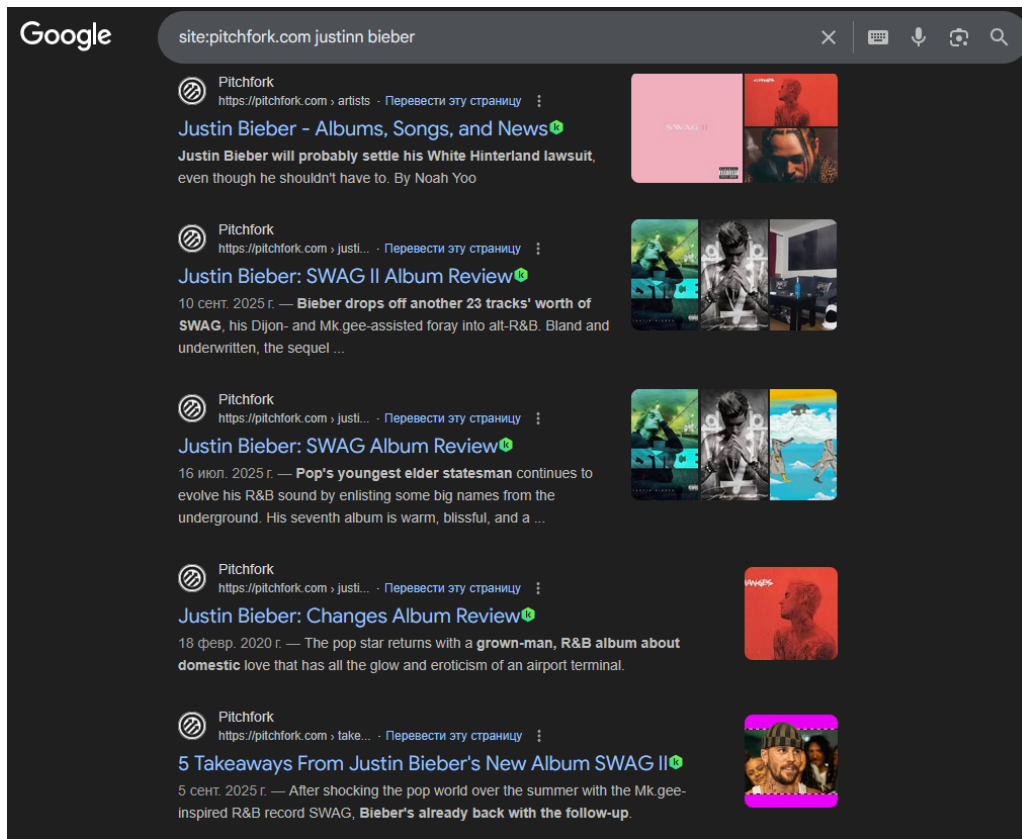 Google
site:pitchfork.com justinn bieber
Pitchfork
https://pitchfork.com › artists · Перевести эту страницу
Justin Bieber - Albums, Songs, and News
Justin Bieber will probably settle his White Hinterland lawsuit,
even though he shouldn't have to. By Noah Yoo
SWAG II
CHANGES
Pitchfork
https://pitchfork.com › justi... · Перевести эту страницу
Justin Bieber: SWAG II Album Review
10 сент. 2025 г. — Bieber drops off another 23 tracks' worth of
SWAG, his Dijon- and Mk.gee-assisted foray into alt-R&B. Bland and
underwritten, the sequel ...
Pitchfork
https://pitchfork.com › justi... · Перевести эту страницу
Justin Bieber: SWAG Album Review
16 июл. 2025 г. — Pop's youngest elder statesman continues to
evolve his R&B sound by enlisting some big names from the
underground. His seventh album is warm, blissful, and a ...
Pitchfork
https://pitchfork.com › justi... · Перевести эту страницу
Justin Bieber: Changes Album Review
18 февр. 2020 г. — The pop star returns with a grown-man, R&B album about
domestic love that has all the glow and eroticism of an airport terminal.
Pitchfork
https://pitchfork.com › take... · Перевести эту страницу
5 Takeaways From Justin Bieber's New Album SWAG II
5 сент. 2025 г. — After shocking the pop world over the summer with the Mk.gee-
inspired R&B record SWAG, Bieber's already back with the follow-up.